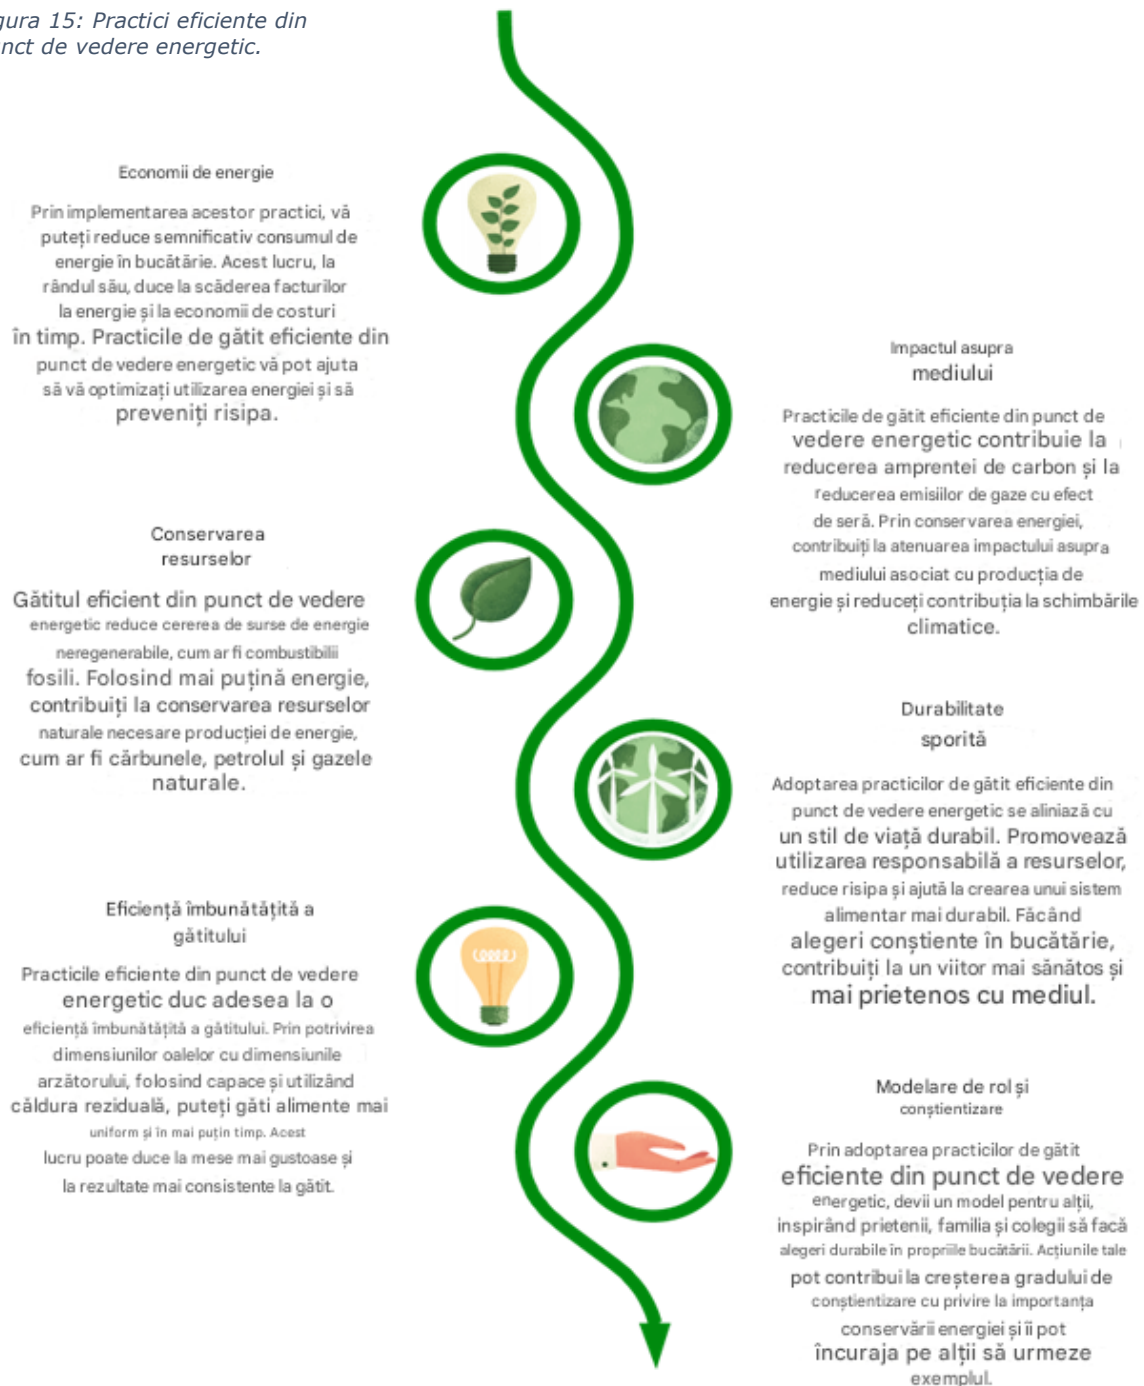 gura 15: Practici eficiente din
nct de vedere energetic.
Economii de energie
Prin implementarea acestor practici, vă
puteți reduce semnificativ consumul de
energie în bucătărie. Acest lucru, la
rândul său, duce la scăderea facturilor
la energie și la economii de costuri
în timp. Practicile de gătit eficiente din
punct de vedere energetic vă pot ajuta
să vă optimizați utilizarea energiei și să
preveniți risipa.
Impactul asupra
mediului
Practicile de gătit eficiente din punct de
vedere energetic contribuie la
reducerea amprentei de carbon și la
reducerea emisiilor de gaze cu efect
de seră. Prin conservarea energiei,
contribuiți la atenuarea impactului asupra
mediului asociat cu producția de
energie și reduceți contribuția la schimbările
climatice.
Conservarea
resurselor
Gătitul eficient din punct de vedere
energetic reduce cererea de surse de energie
neregenerabile, cum ar fi combustibilii
fosili. Folosind mai puțină energie,
contribuiți la conservarea resurselor
naturale necesare producției de energie,
cum ar fi cărbunele, petrolul și gazele
naturale.
Durabilitate
sporită
Adoptarea practicilor de gătit eficiente din
punct de vedere energetic se aliniază cu
un stil de viață durabil. Promovează
utilizarea responsabilă a resurselor,
reduce risipa și ajută la crearea unui sistem
alimentar mai durabil. Făcând
alegeri conștiente în bucătărie,
contribuiți la un viitor mai sănătos și
mai prietenos cu mediul.
Eficiență îmbunătățită a
gătitului
Practicile eficiente din punct de vedere
energetic duc adesea la o
eficiență îmbunătățită a gătitului. Prin potrivirea
dimensiunilor oalelor cu dimensiunile
arzătorului, folosind capace și utilizând
căldura reziduală, puteți găti alimente mai
uniform și în mai puțin timp. Acest
lucru poate duce la mese mai gustoase și
la rezultate mai consistente la gătit.
Modelare de rol și
conștientizare
Prin adoptarea practicilor de gătit
eficiente din punct de vedere
energetic, devii un model pentru alții,
inspirând prietenii, familia și colegii să facă
alegeri durabile în propriile bucătării. Acțiunile tale
pot contribui la creșterea gradului de
conștientizare cu privire la importanța
conservării energiei și îi pot
încuraja pe alții să urmeze
exemplul.